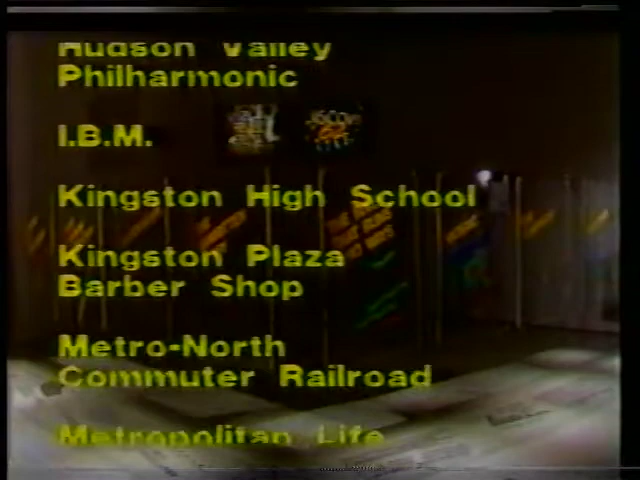 Hudson Valley
Philharmonic
I.B.M.
Kingston High School
Kingston Plaza
Barber Shop
Metro-North
Commuter Railroad
Metropolitan Life